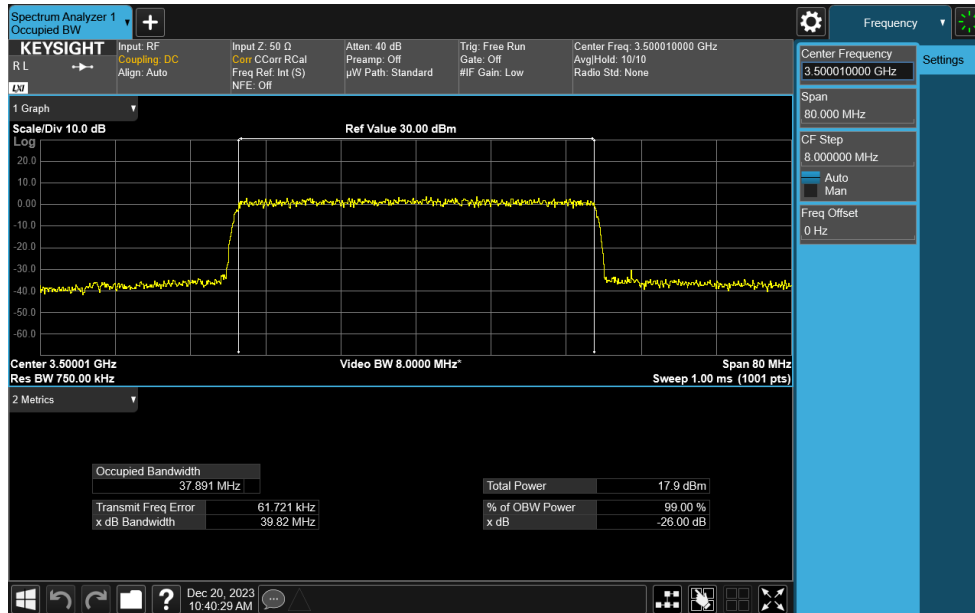 Spectrum Analyzer 1
Occupied BW
Frequency
KEYSIGHT
R L
LXI
Input: RF
Coupling: DC
Align: Auto
Input Z: 50 Ω
Corr CCorr RCal
Freq Ref: Int (S)
NFE: Off
Atten: 40 dB
Preamp: Off
µW Path: Standard
Trig: Free Run
Gate: Off
#IF Gain: Low
Center Freq: 3.500010000 GHz
Avg|Hold: 10/10
Radio Std: None
Center Frequency
3.500010000 GHz
Settings
Span
80.000 MHz
CF Step
8.000000 MHz
Auto
Man
Freq Offset
0 Hz
1 Graph
Scale/Div 10.0 dB
Ref Value 30.00 dBm
Log
20.0
10.0
0.00
-10.0
-20.0
-30.0
-40.0
-50.0
-60.0
Center 3.50001 GHz
Video BW 8.0000 MHz*
Span 80 MHz
Res BW 750.00 kHz
Sweep 1.00 ms (1001 pts)
2 Metrics
Occupied Bandwidth
37.891 MHz
Transmit Freq Error 61.721 kHz
x dB Bandwidth 39.82 MHz
Total Power 17.9 dBm
% of OBW Power 99.00 %
x dB -26.00 dB
?
Dec 20, 2023
10:40:29 AM